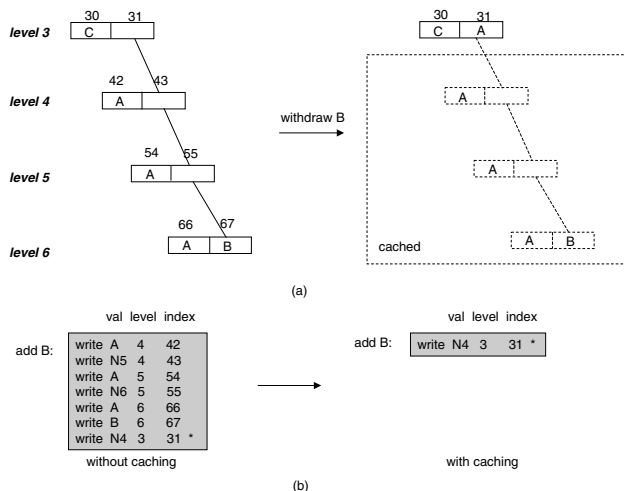 30 31 30 31
level 3 C C A
42 43
level 4 A A
withdraw B
54 55
level 5 A A
66 67
level 6 A B A B
cached
(a)
val level index val level index
add B: write A 4 42 add B: write N4 3 31 *
write N5 4 43
write A 5 54
write N6 5 55
write A 6 66
write B 6 67
write N4 3 31 *
without caching with caching
(b)